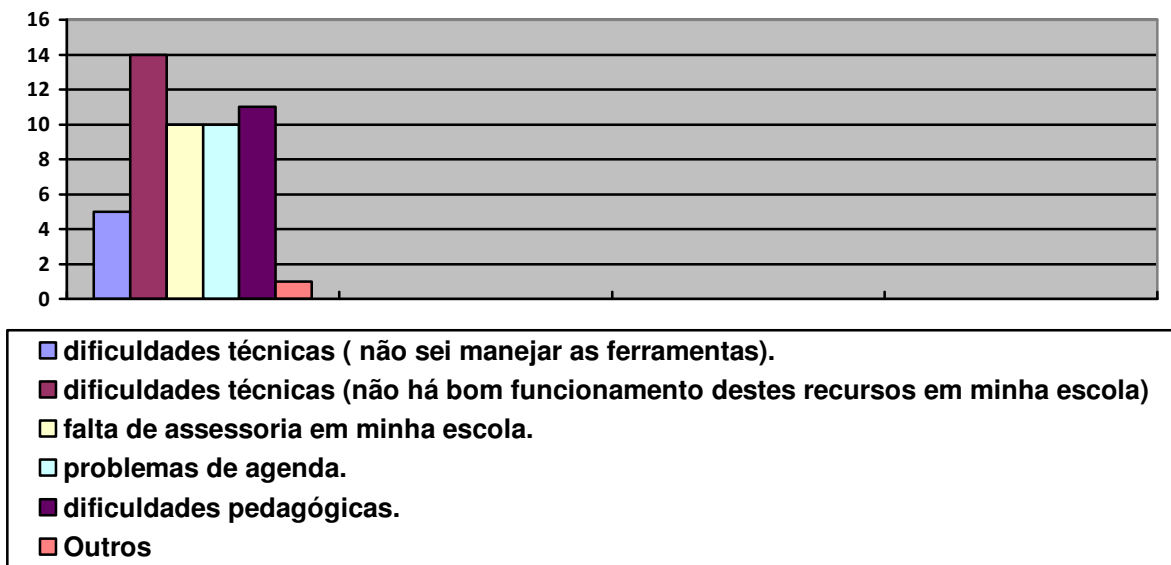 16
14
12
10
8
6
4
2
0
dificuldades técnicas ( não sei manejar as ferramentas).
dificuldades técnicas (não há bom funcionamento destes recursos em minha escola)
falta de assessoria em minha escola.
problemas de agenda.
dificuldades pedagógicas.
Outros